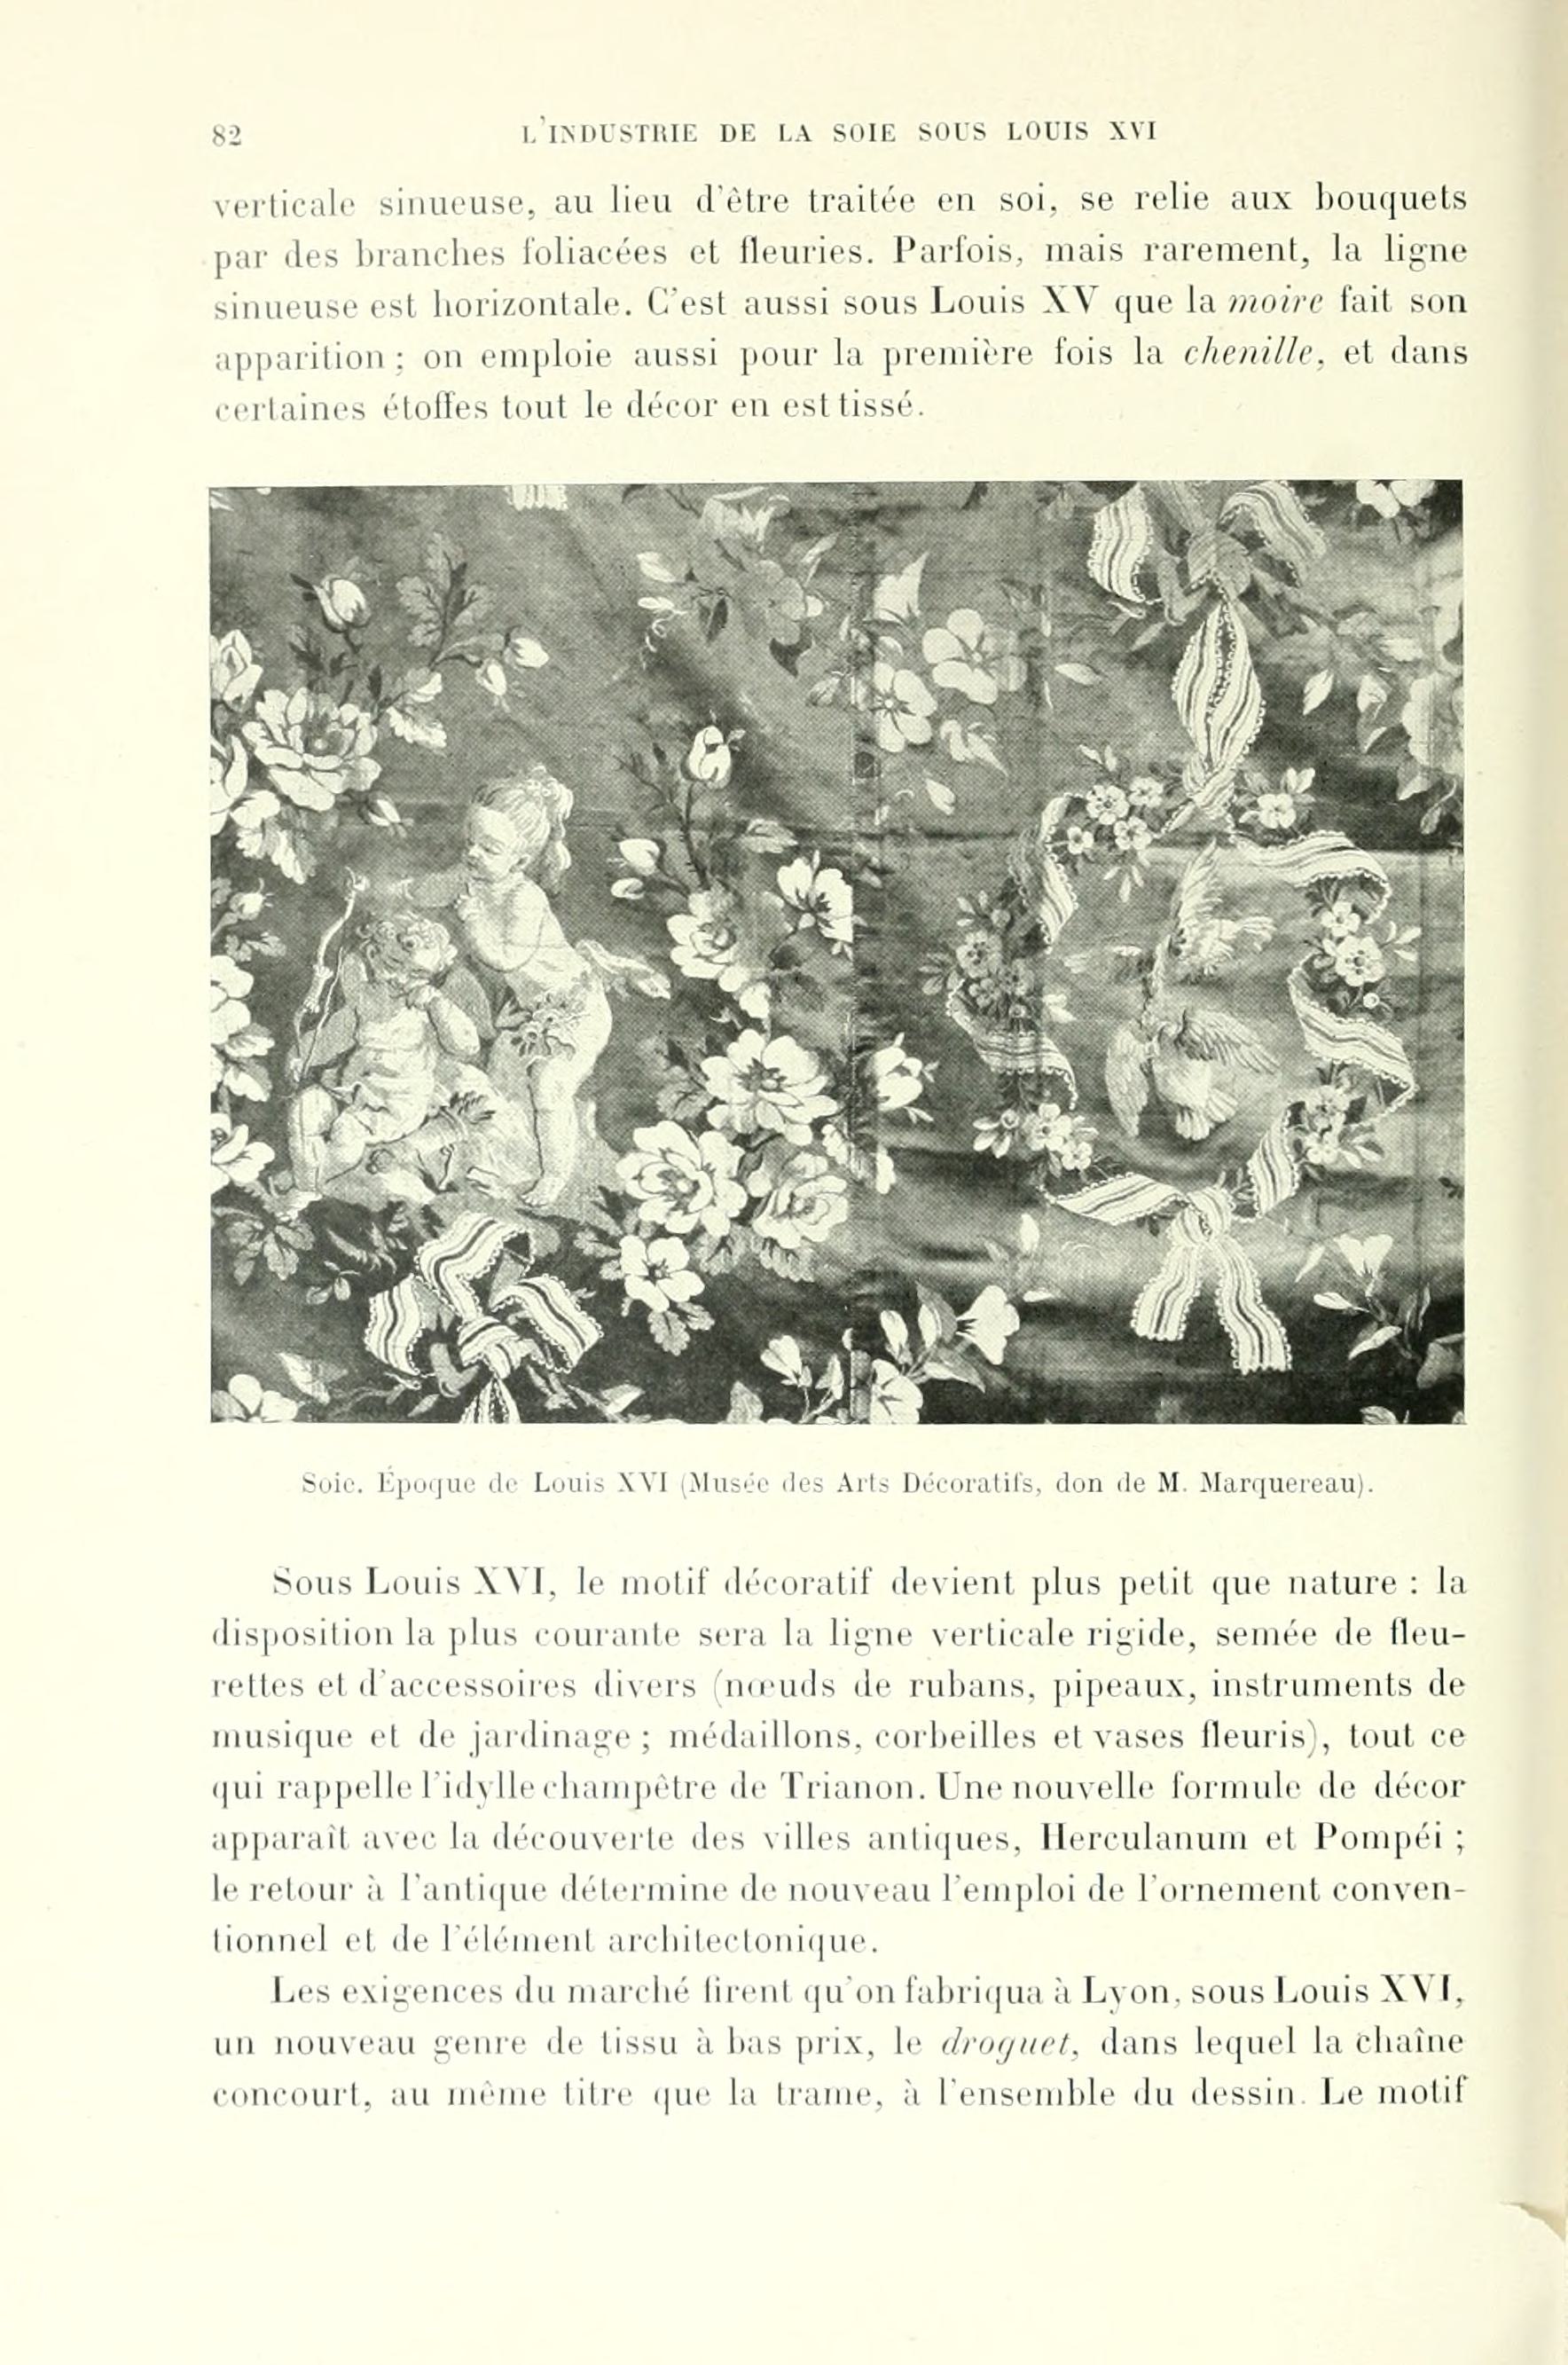 82
L'INDUSTRIE DE LA SOIE SOUS LOUIS XVI
verticale sinueuse, au lieu d'être traitée en soi, se relie aux bouquets
par des branches foliacées et fleuries. Parfois, mais rarement, la ligne
sinueuse est horizontale. C'est aussi sous Louis XV que la moire fait son
apparition ; on emploie aussi pour la première fois la chenille, et dans
certaines étoffes tout le décor en est tissé.
Soie. Époque de Louis XVI (Musée des Arts Décoratifs, don de M. Marquereau).
Sous Louis XVI, le motif décoratif devient plus petit que nature : la
disposition la plus courante sera la ligne verticale rigide, semée de fleu-
rettes et d'accessoires divers (nœuds de rubans, pipeaux, instruments de
musique et de jardinage ; médaillons, corbeilles et vases fleuris), tout ce
qui rappelle l'idylle champêtre de Trianon. Une nouvelle formule de décor
apparaît avec la découverte des villes antiques, Herculanum et Pompéi ;
le retour à l'antique détermine de nouveau l'emploi de l'ornement conven-
tionnel et de l'élément architectonique.
Les exigences du marché firent qu'on fabriqua à Lyon, sous Louis XVI,
un nouveau genre de tissu à bas prix, le droguet, dans lequel la chaîne
concourt, au même titre que la trame, à l'ensemble du dessin. Le motif